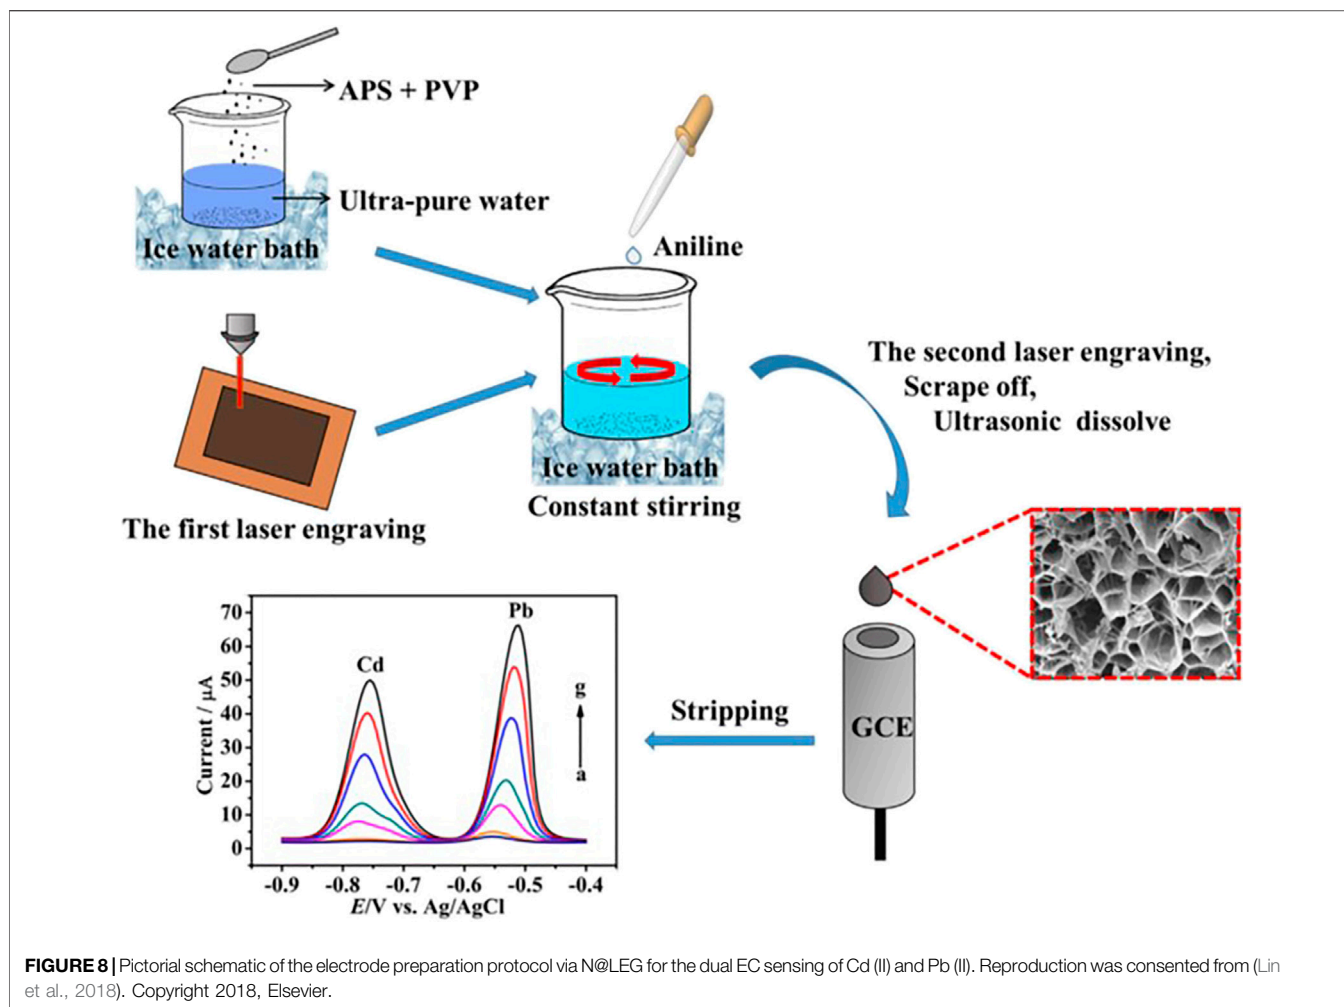 APS + PVP
Ultra-pure water
Ice water bath
Aniline
The first laser engraving
Ice water bath
Constant stirring
The second laser engraving,
Scrape off,
Ultrasonic dissolve
GCE
Stripping
70
60
50
40
30
20
10
0
Current / μA
Cd
Pb
g
a
-0.9 -0.8 -0.7 -0.6 -0.5 -0.4
E/V vs. Ag/AgCl
FIGURE 8 | Pictorial schematic of the electrode preparation protocol via N@LEG for the dual EC sensing of Cd (II) and Pb (II). Reproduction was consented from (Lin
et al., 2018). Copyright 2018, Elsevier.